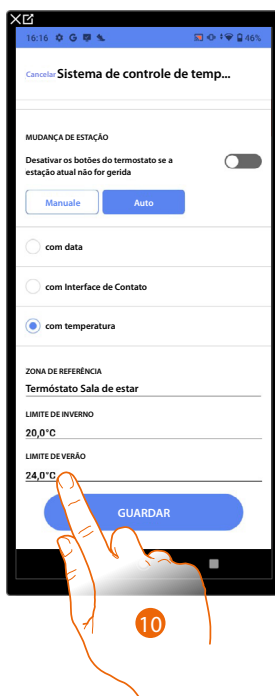 16:16 46%
Cancelar Sistema de controle de temp...
MUDANÇA DE ESTAÇÃO
Desativar os botões do termostato se a
estação atual não for gerida
Manuale Auto
com data
com Interface de Contato
com temperatura
ZONA DE REFERÊNCIA
Termóstato Sala de estar
LIMITE DE INVERNO
20,0°C
LIMITE DE VERÃO
24,0°C
GUARDAR
10